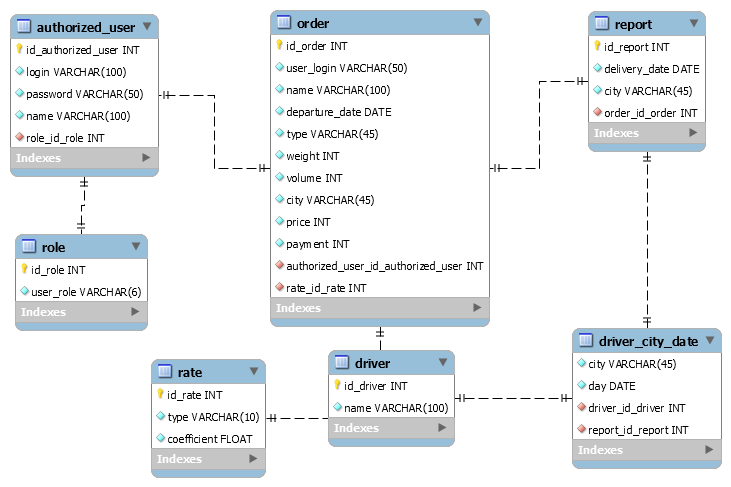 authorized_user
id_authorized_user INT
login VARCHAR(100)
password VARCHAR(50)
name VARCHAR(100)
role_id_role INT
Indexes
order
id_order INT
user_login VARCHAR(50)
name VARCHAR(100)
departure_date DATE
type VARCHAR(45)
weight INT
volume INT
city VARCHAR(45)
price INT
payment INT
authorized_user_id_authorized_user INT
rate_id_rate INT
Indexes
report
id_report INT
delivery_date DATE
city VARCHAR(45)
order_id_order INT
Indexes
role
id_role INT
user_role VARCHAR(6)
Indexes
rate
id_rate INT
type VARCHAR(10)
coefficient FLOAT
Indexes
driver
id_driver INT
name VARCHAR(100)
Indexes
driver_city_date
city VARCHAR(45)
day DATE
driver_id_driver INT
report_id_report INT
Indexes